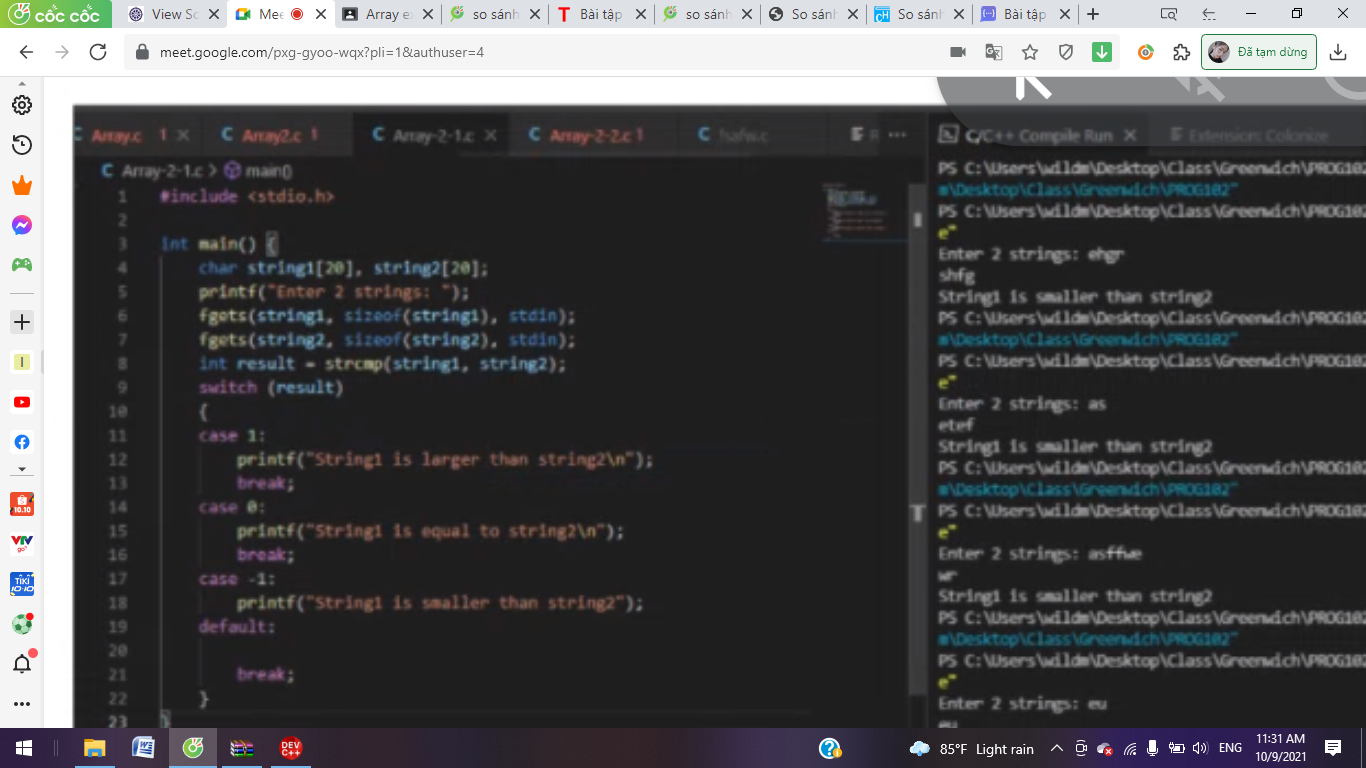 cốc cốc
View Sc
Mee
Array ex
so sánh
Bài tập
so sánh
So sánh
So sánh
Bài tập
meet.google.com/pxg-gyoo-wqx?pli=1&authuser=4
Đã tạm dừng
Array.c 1
Array2.c 1
Array-2-1.c
Array-2-2.c 1
!safw.c
C/C++ Compile Run
Extension: Colonize
Array-2-1.c > main()
1 #include <stdio.h>
2
3 int main() {
4 char string1[20], string2[20];
5 printf("Enter 2 strings: ");
6 fgets(string1, sizeof(string1), stdin);
7 fgets(string2, sizeof(string2), stdin);
8 int result = strcmp(string1, string2);
9 switch (result)
10 {
11 case 1:
12 printf("String1 is larger than string2\n");
13 break;
14 case 0:
15 printf("String1 is equal to string2\n");
16 break;
17 case -1:
18 printf("String1 is smaller than string2");
19 default:
20
21 break;
22 }
23 }
PS C:\Users\wildm\Desktop\Class\Greenwich\PROG102
m\Desktop\Class\Greenwich\PROG102"
PS C:\Users\wildm\Desktop\Class\Greenwich\PROG102
e"
Enter 2 strings: ehgr
shfg
String1 is smaller than string2
PS C:\Users\wildm\Desktop\Class\Greenwich\PROG102
m\Desktop\Class\Greenwich\PROG102"
PS C:\Users\wildm\Desktop\Class\Greenwich\PROG102
e"
Enter 2 strings: as
etef
String1 is smaller than string2
PS C:\Users\wildm\Desktop\Class\Greenwich\PROG102
m\Desktop\Class\Greenwich\PROG102"
PS C:\Users\wildm\Desktop\Class\Greenwich\PROG102
e"
Enter 2 strings: asffwe
wr
String1 is smaller than string2
PS C:\Users\wildm\Desktop\Class\Greenwich\PROG102
m\Desktop\Class\Greenwich\PROG102"
PS C:\Users\wildm\Desktop\Class\Greenwich\PROG102
e"
Enter 2 strings: eu
eu
10.10
VTV
go
TIKI
10·10
DEV
C++
85°F Light rain
ENG
11:31 AM
10/9/2021